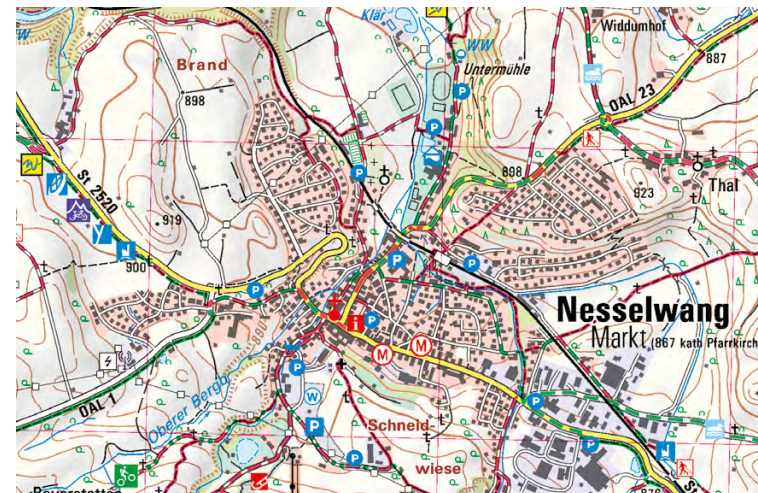 Klär
WW
Untermühle
Widdumhof
887
Brand
898
OAL 23
St 2520
898
923
Thal
919
900
Nesselwang
Markt (867 kath Pfarrkirch
890
i
M
M
OAL 1
Oberer Bergb.
W
Schneid-
wiese
P
P
P
P
P
P
P
P
P
P
P
P
P